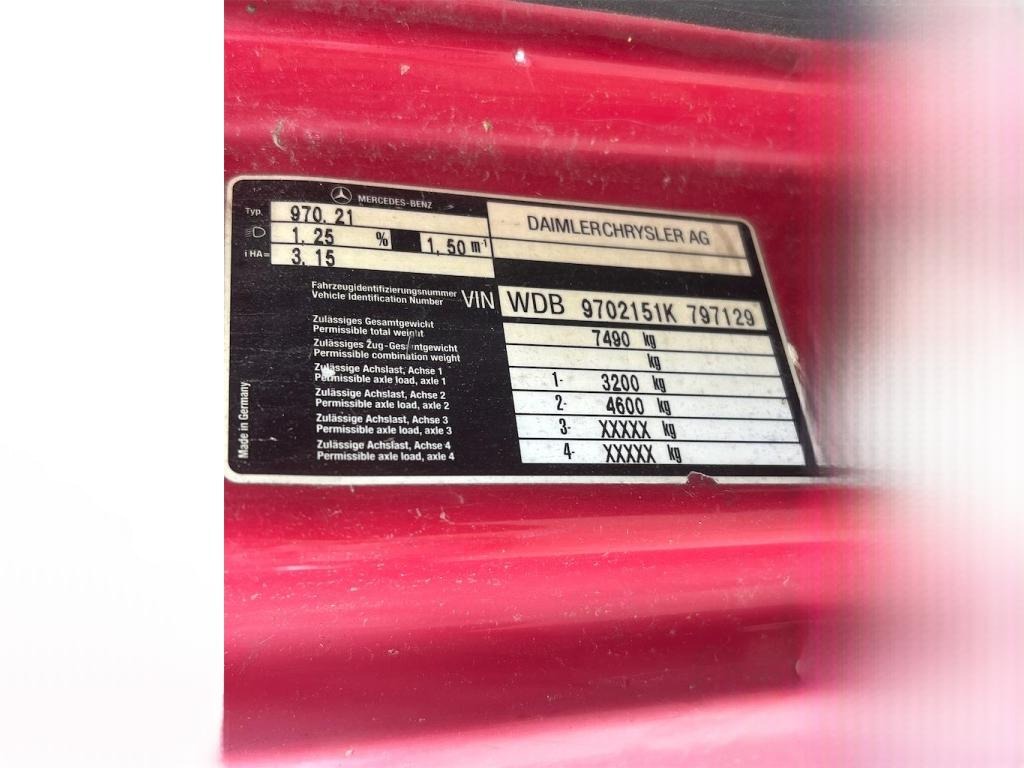 MERCEDES-BENZ
Typ. 970. 21
DAIMLERCHRYSLER AG
1, 25 % 1, 50 m⁻¹
i HA= 3. 15
Fahrzeugidentifizierungsnummer
Vehicle Identification Number VIN WDB 9702151K 797129
Zulässiges Gesamtgewicht
Permissible total weight 7490 kg
Zulässiges Zug-Gesamtgewicht
Permissible combination weight kg
Zulässige Achslast, Achse 1
Permissible axle load, axle 1 1- 3200 kg
Zulässige Achslast, Achse 2
Permissible axle load, axle 2 2- 4600 kg
Zulässige Achslast, Achse 3
Permissible axle load, axle 3 3- XXXXX kg
Zulässige Achslast, Achse 4
Permissible axle load, axle 4 4- XXXXX kg
Made in Germany